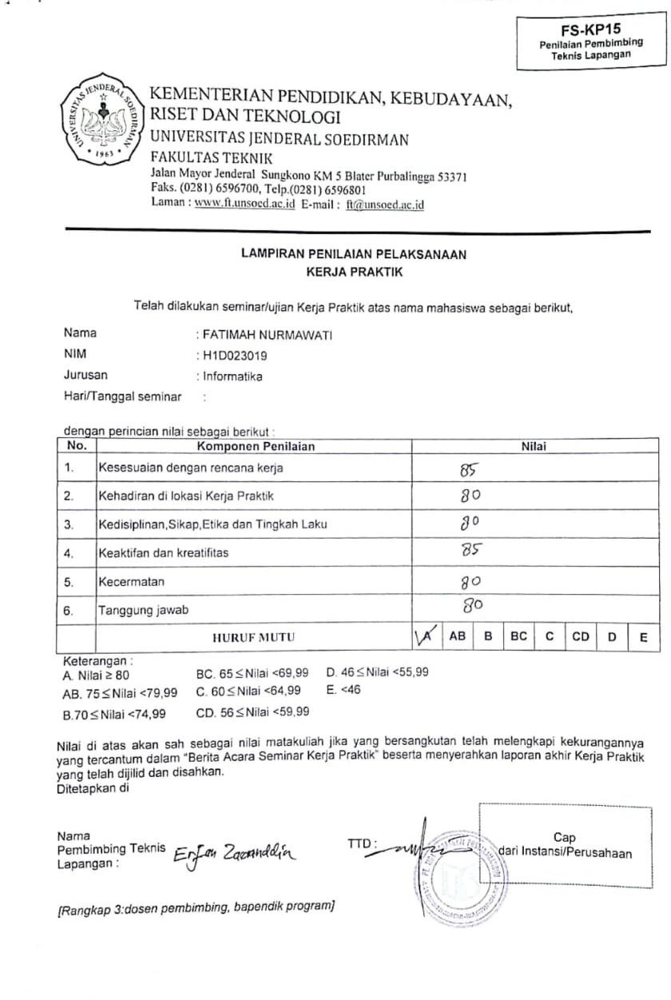 FS-KP15
Penilaian Pembimbing
Teknis Lapangan
UNIVERSITAS JENDERAL SOEDIRMAN
1963
KEMENTERIAN PENDIDIKAN, KEBUDAYAAN,
RISET DAN TEKNOLOGI
UNIVERSITAS JENDERAL SOEDIRMAN
FAKULTAS TEKNIK
Jalan Mayor Jenderal Sungkono KM 5 Blater Purbalingga 53371
Faks. (0281) 6596700, Telp.(0281) 6596801
Laman : www.ft.unsoed.ac.id E-mail : ft@unsoed.ac.id
LAMPIRAN PENILAIAN PELAKSANAAN
KERJA PRAKTIK
Telah dilakukan seminar/ujian Kerja Praktik atas nama mahasiswa sebagai berikut,
Nama : FATIMAH NURMAWATI
NIM : H1D023019
Jurusan : Informatika
Hari/Tanggal seminar :
dengan perincian nilai sebagai berikut :
No. Komponen Penilaian Nilai
1. Kesesuaian dengan rencana kerja 85
2. Kehadiran di lokasi Kerja Praktik 80
3. Kedisiplinan,Sikap,Etika dan Tingkah Laku 80
4. Keaktifan dan kreatifitas 85
5. Kecermatan 80
6. Tanggung jawab 80
HURUF MUTU A AB B BC C CD D E
Keterangan :
A. Nilai ≥ 80 BC. 65 ≤ Nilai <69,99 D. 46 ≤ Nilai <55,99
AB. 75 ≤ Nilai <79,99 C. 60 ≤ Nilai <64,99 E. <46
B.70 ≤ Nilai <74,99 CD. 56 ≤ Nilai <59,99
Nilai di atas akan sah sebagai nilai matakuliah jika yang bersangkutan telah melengkapi kekurangannya
yang tercantum dalam “Berita Acara Seminar Kerja Praktik” beserta menyerahkan laporan akhir Kerja Praktik
yang telah dijilid dan disahkan.
Ditetapkan di
Nama
Pembimbing Teknis
Lapangan :
Erfan
TTD :
Cap
dari Instansi/Perusahaan
[Rangkap 3:dosen pembimbing, bapendik program]